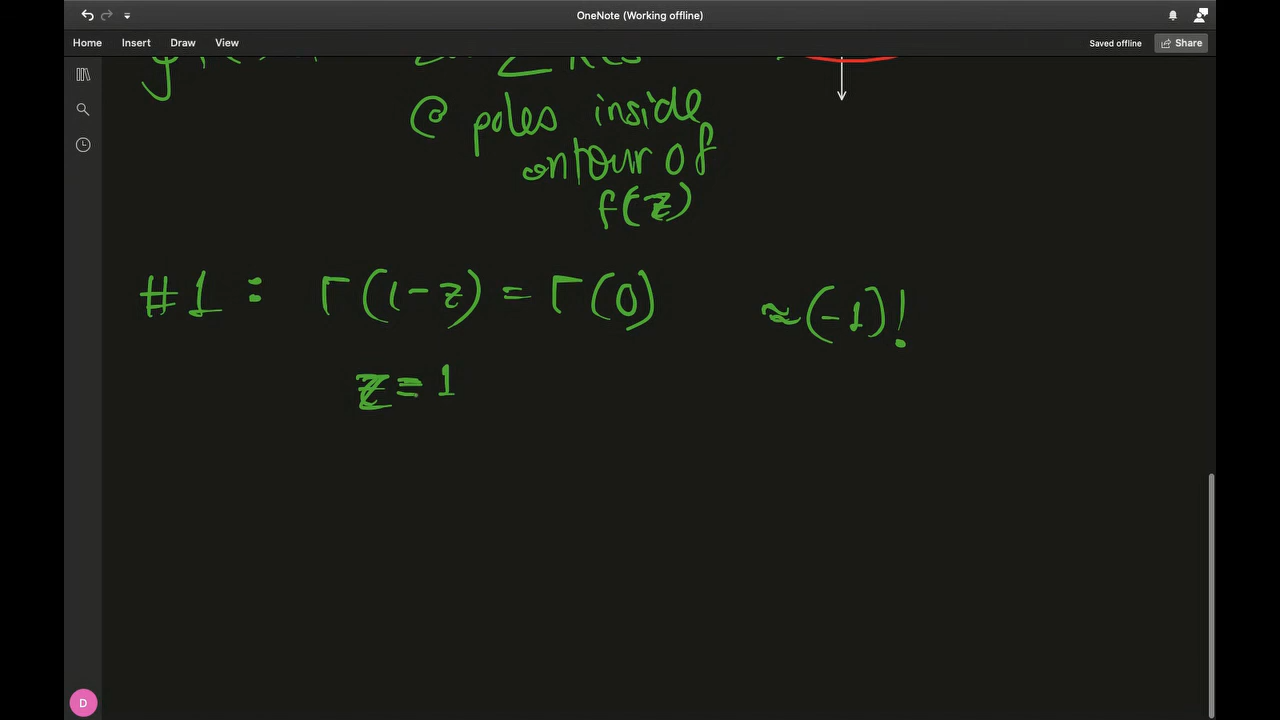 OneNote (Working offline)
Home Insert Draw View
Saved offline Share
@ poles inside
contour of
f(z)
#1 : Γ(1-z) = Γ(0) ≈(-1)!
z=1
D